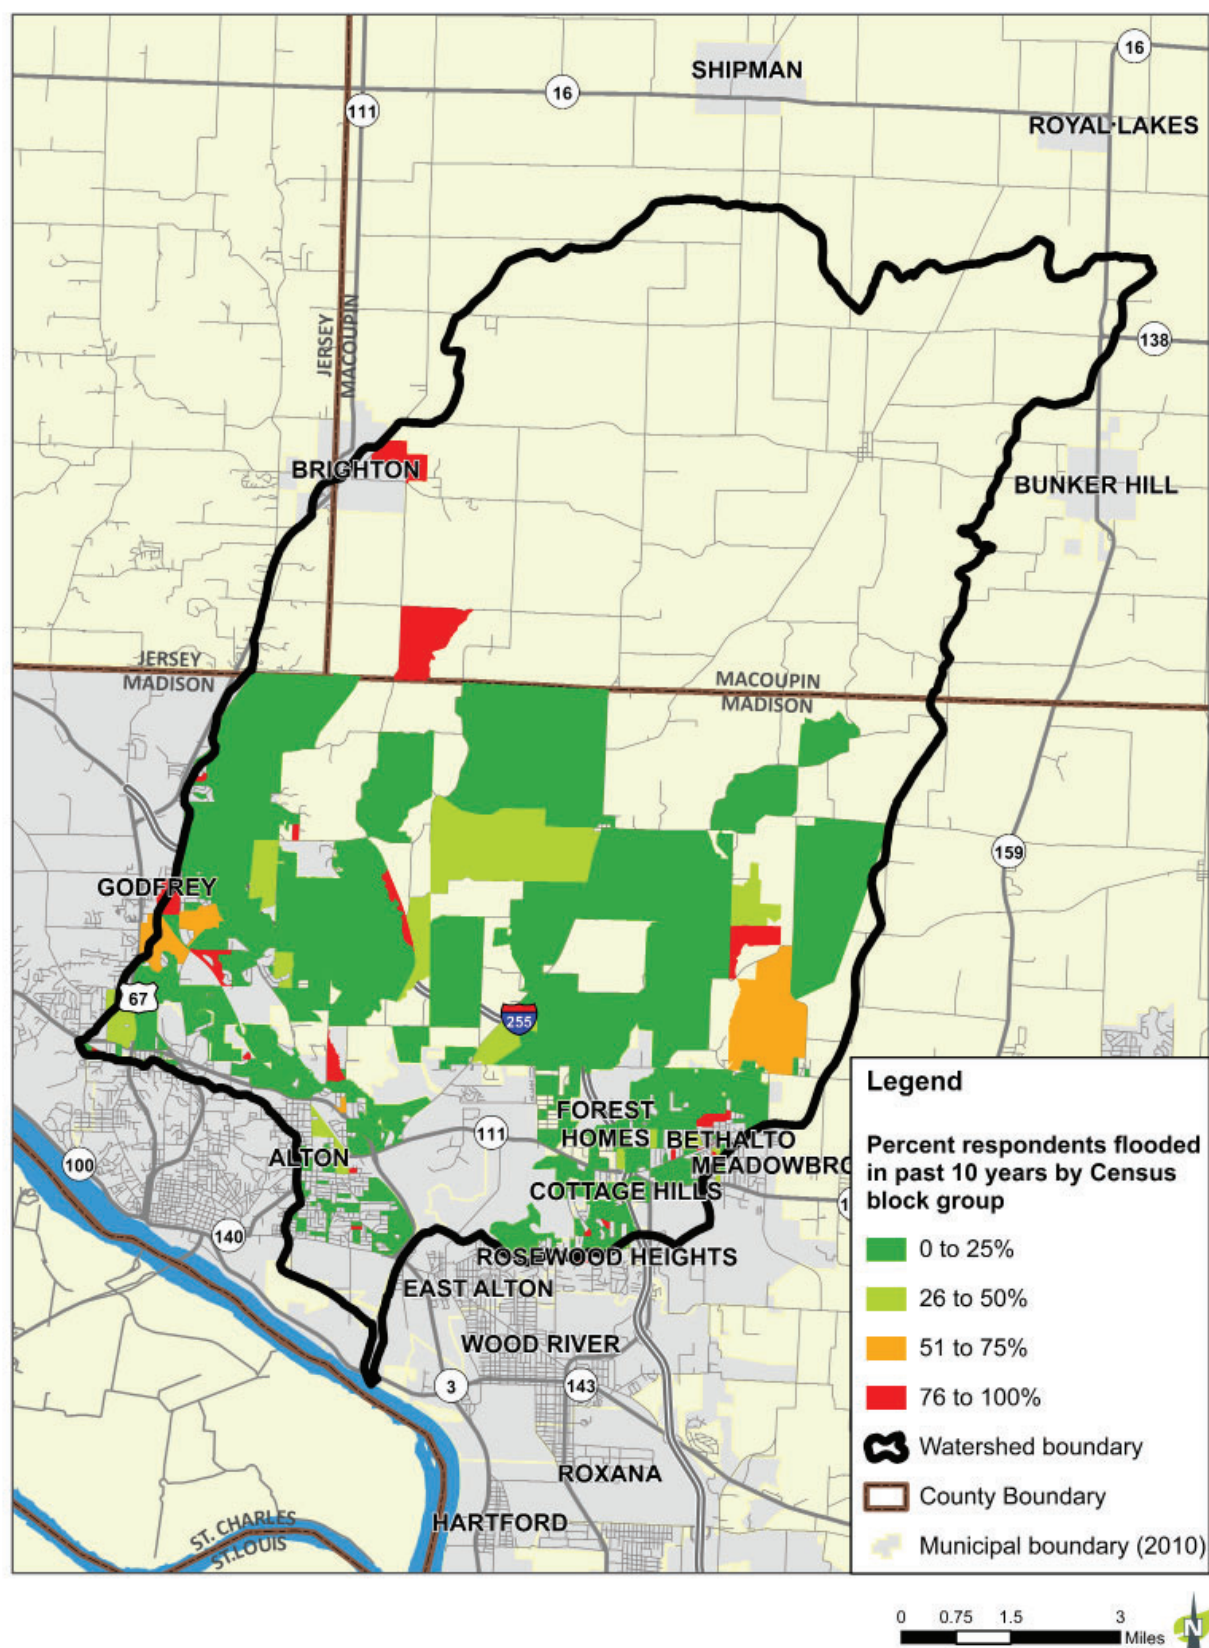 SHIPMAN
16
16
111
ROYAL LAKES
JERSEY
MACOUPIN
138
BRIGHTON
BUNKER HILL
JERSEY
MADISON
MACOUPIN
MADISON
159
GODFREY
67
255
FOREST
HOMES
111
BETHALTO
ALTON
MEADOWBRO
100
COTTAGE HILLS
140
ROSEWOOD HEIGHTS
EAST ALTON
WOOD RIVER
3
143
ROXANA
HARTFORD
ST. CHARLES
ST.LOUIS
Legend
Percent respondents flooded
in past 10 years by Census
block group
0 to 25%
26 to 50%
51 to 75%
76 to 100%
Watershed boundary
County Boundary
Municipal boundary (2010)
0 0.75 1.5 3
Miles
N